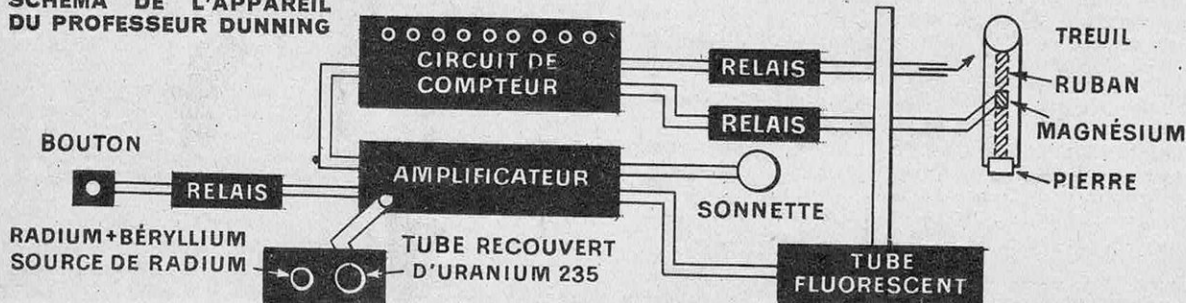 SCHÉMA DE L'APPAREIL
DU PROFESSEUR DUNNING
CIRCUIT DE
COMPTEUR
RELAIS
RELAIS
TREUIL
RUBAN
MAGNÉSIUM
PIERRE
BOUTON
RELAIS
AMPLIFICATEUR
SONNETTE
RADIUM+BÉRYLLIUM
SOURCE DE RADIUM
TUBE RECOUVERT
D'URANIUM 235
TUBE
FLUORESCENT